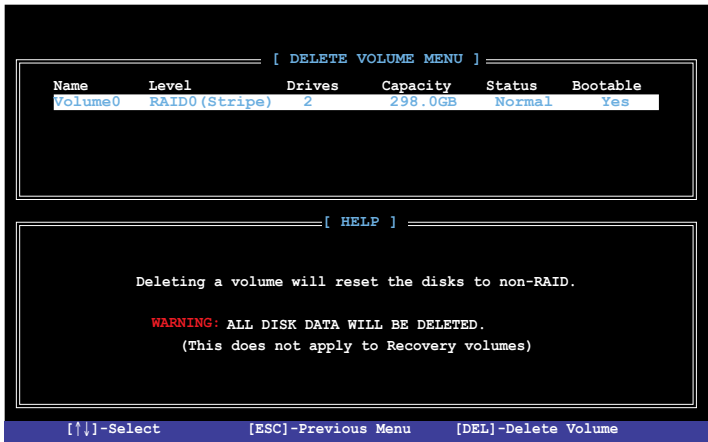 [ DELETE VOLUME MENU ]
Name Level Drives Capacity Status Bootable
Volume0 RAID0(Stripe) 2 298.0GB Normal Yes
[ HELP ]
Deleting a volume will reset the disks to non-RAID.
WARNING: ALL DISK DATA WILL BE DELETED.
(This does not apply to Recovery volumes)
[↑↓]-Select [ESC]-Previous Menu [DEL]-Delete Volume